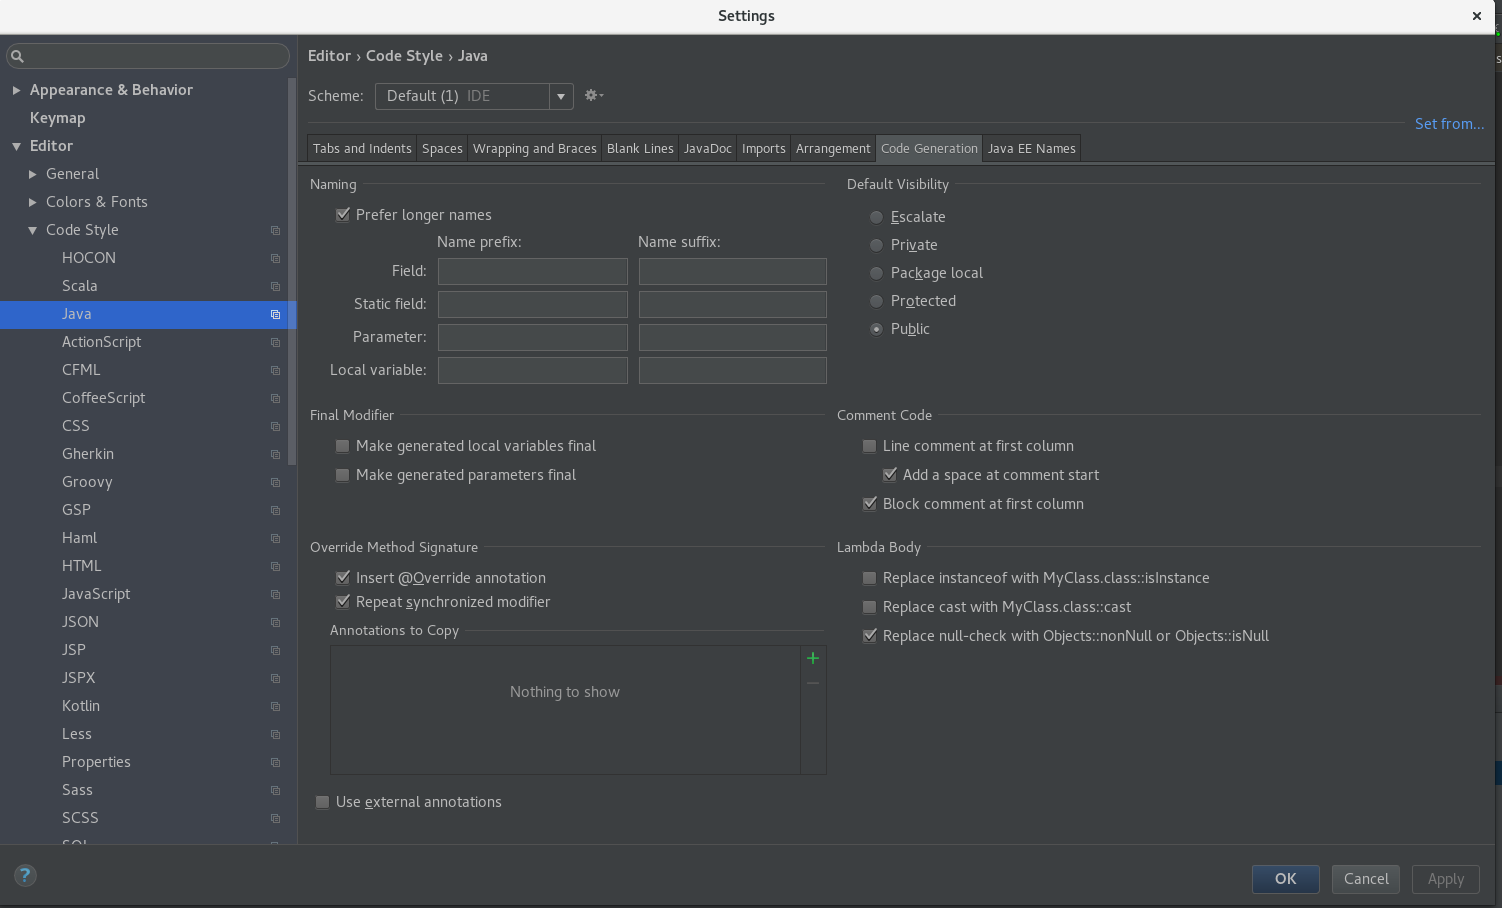 Settings
Appearance & Behavior
Keymap
Editor
General
Colors & Fonts
Code Style
HOCON
Scala
Java
ActionScript
CFML
CoffeeScript
CSS
Gherkin
Groovy
GSP
Haml
HTML
JavaScript
JSON
JSP
JSPX
Kotlin
Less
Properties
Sass
SCSS
Editor › Code Style › Java
Scheme: Default (1) IDE
Set from...
Tabs and Indents Spaces Wrapping and Braces Blank Lines JavaDoc Imports Arrangement Code Generation Java EE Names
Naming
Prefer longer names
Name prefix: Name suffix:
Field:
Static field:
Parameter:
Local variable:
Default Visibility
Escalate
Private
Package local
Protected
Public
Final Modifier
Make generated local variables final
Make generated parameters final
Comment Code
Line comment at first column
Add a space at comment start
Block comment at first column
Override Method Signature
Insert @Override annotation
Repeat synchronized modifier
Annotations to Copy
Nothing to show
Use external annotations
Lambda Body
Replace instanceof with MyClass.class::isInstance
Replace cast with MyClass.class::cast
Replace null-check with Objects::nonNull or Objects::isNull
?
OK Cancel Apply